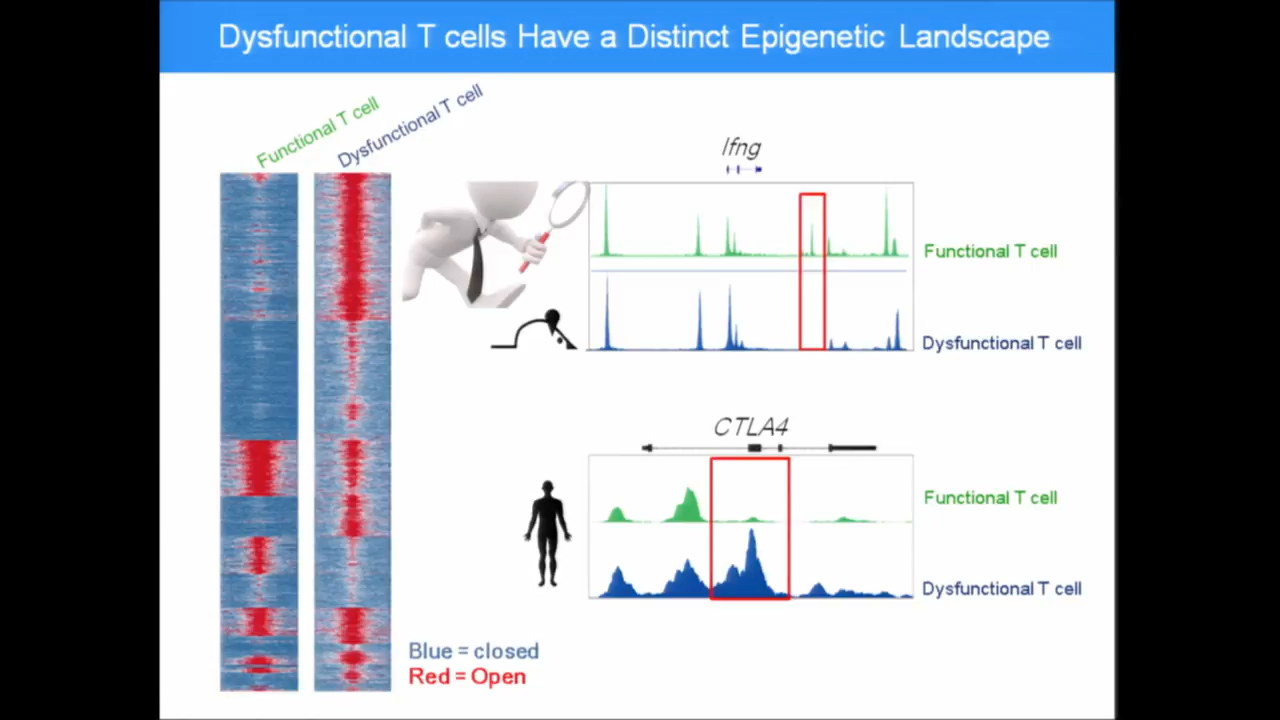 Dysfunctional T cells Have a Distinct Epigenetic Landscape
Functional T cell
Dysfunctional T cell
Ifng
Functional T cell
Dysfunctional T cell
CTLA4
Functional T cell
Dysfunctional T cell
Blue = closed
Red = Open